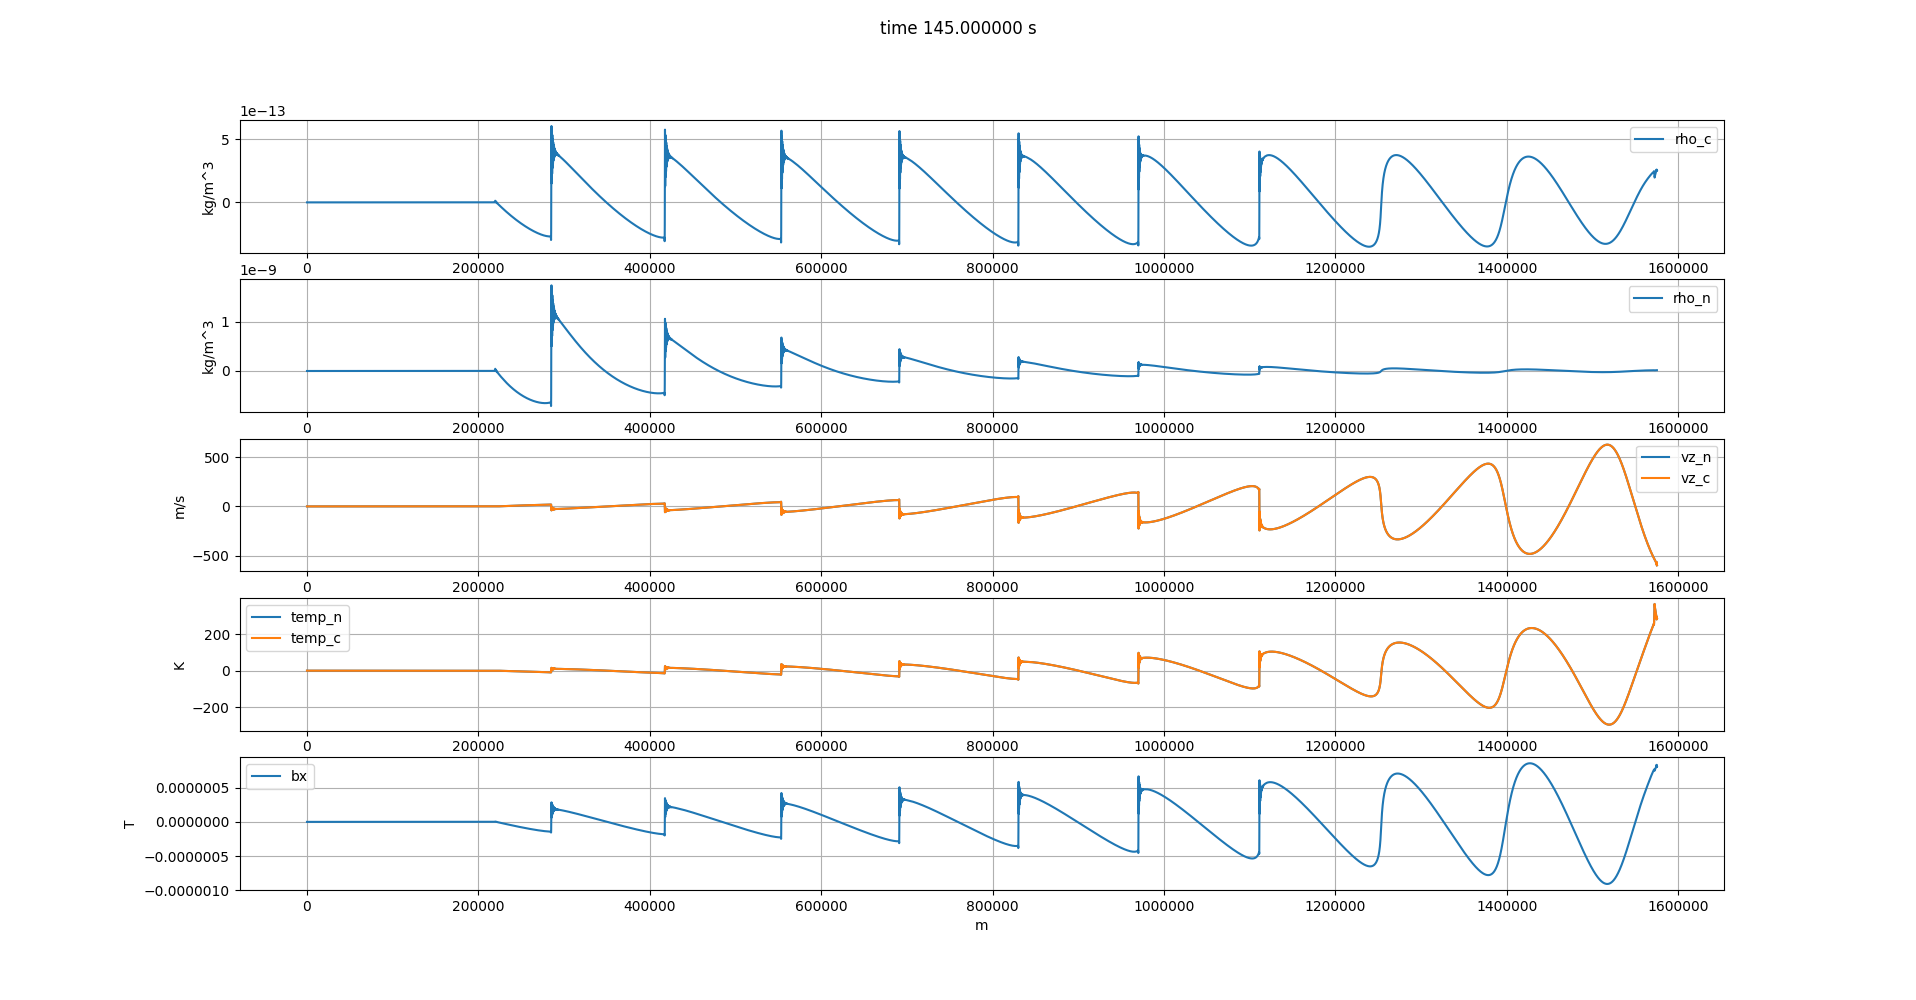 time 145.000000 s
1e−13
5
0
kg/m^3
rho_c
0 200000 400000 600000 800000 1000000 1200000 1400000 1600000
1e−9
1
0
kg/m^3
rho_n
0 200000 400000 600000 800000 1000000 1200000 1400000 1600000
500
0
−500
m/s
vz_n
vz_c
0 200000 400000 600000 800000 1000000 1200000 1400000 1600000
200
0
−200
K
temp_n
temp_c
0 200000 400000 600000 800000 1000000 1200000 1400000 1600000
0.0000005
0.0000000
−0.0000005
−0.0000010
T
bx
0 200000 400000 600000 800000 1000000 1200000 1400000 1600000
m